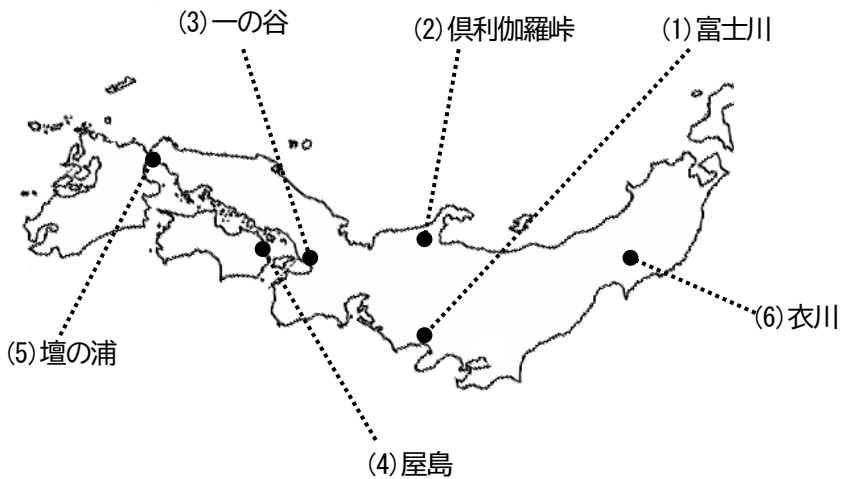 (3)一の谷
(2)倶利伽羅峠
(1)富士川
(6)衣川
(5)壇の浦
(4)屋島